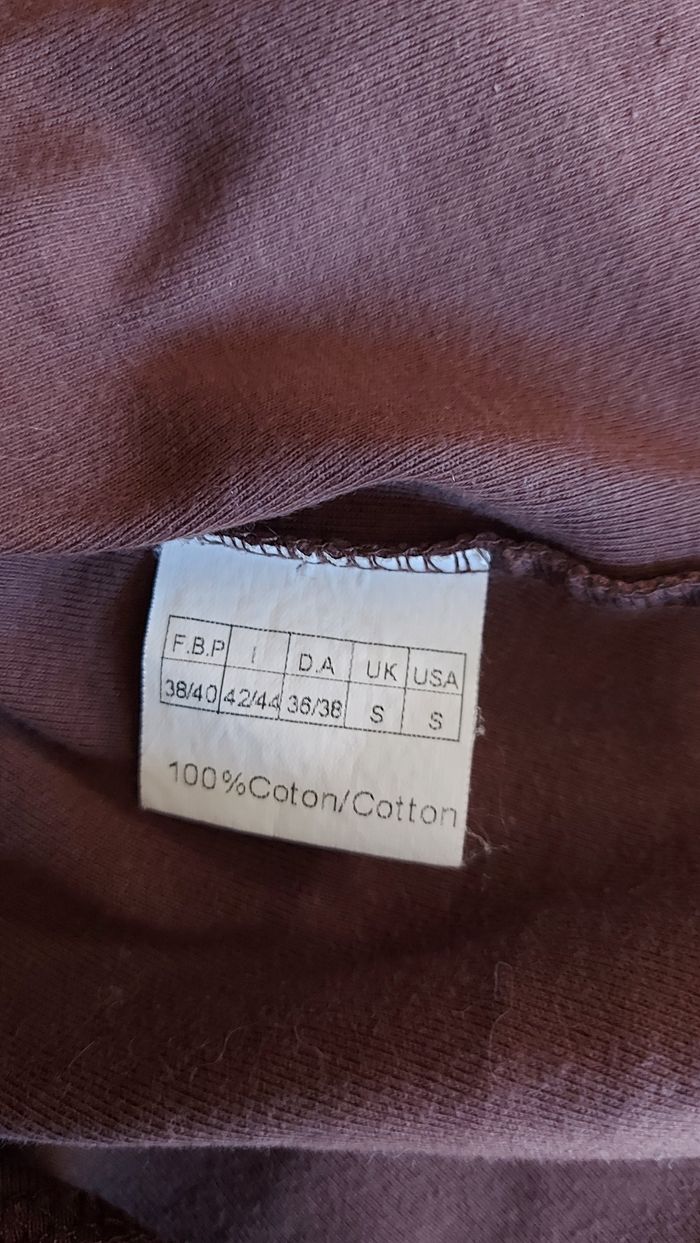 F.B.P I D.A UK USA
38/40 42/44 36/38 S S
100%Coton/Cotton